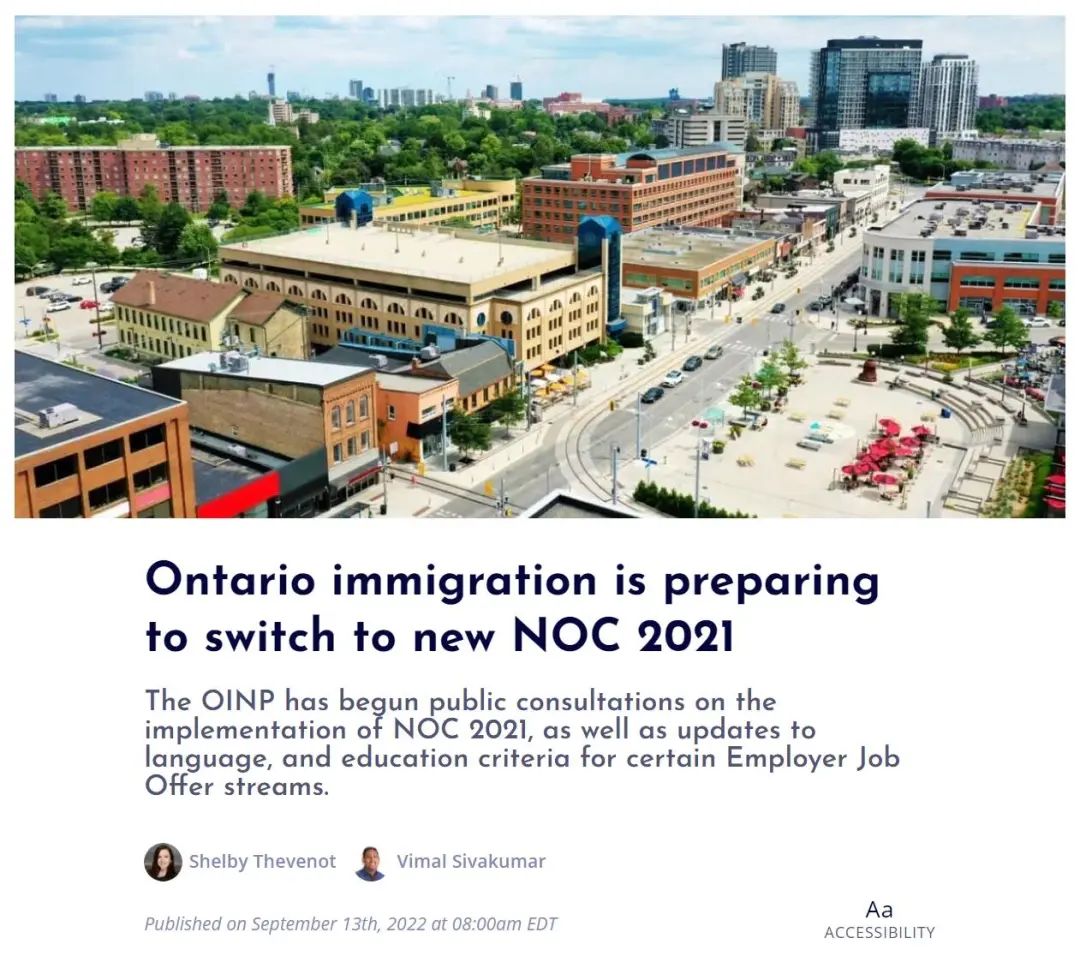 Ontario immigration is preparing
to switch to new NOC 2021
The OINP has begun public consultations on the
implementation of NOC 2021, as well as updates to
language, and education criteria for certain Employer Job
Offer streams.
Shelby Thevenot Vimal Sivakumar
Published on September 13th, 2022 at 08:00am EDT
Aa
ACCESSIBILITY